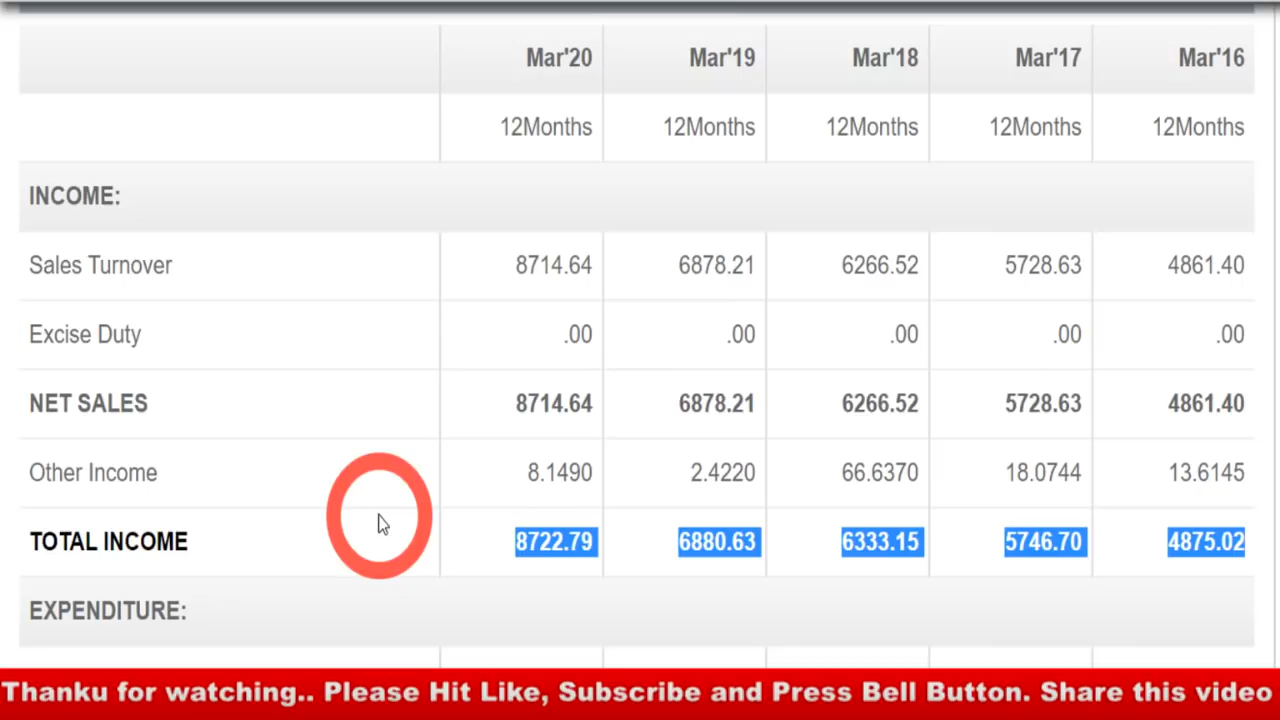 Mar'20 Mar'19 Mar'18 Mar'17 Mar'16
12Months 12Months 12Months 12Months 12Months
INCOME:
Sales Turnover 8714.64 6878.21 6266.52 5728.63 4861.40
Excise Duty .00 .00 .00 .00 .00
NET SALES 8714.64 6878.21 6266.52 5728.63 4861.40
Other Income 8.1490 2.4220 66.6370 18.0744 13.6145
TOTAL INCOME 8722.79 6880.63 6333.15 5746.70 4875.02
EXPENDITURE:
Thanku for watching.. Please Hit Like, Subscribe and Press Bell Button. Share this video